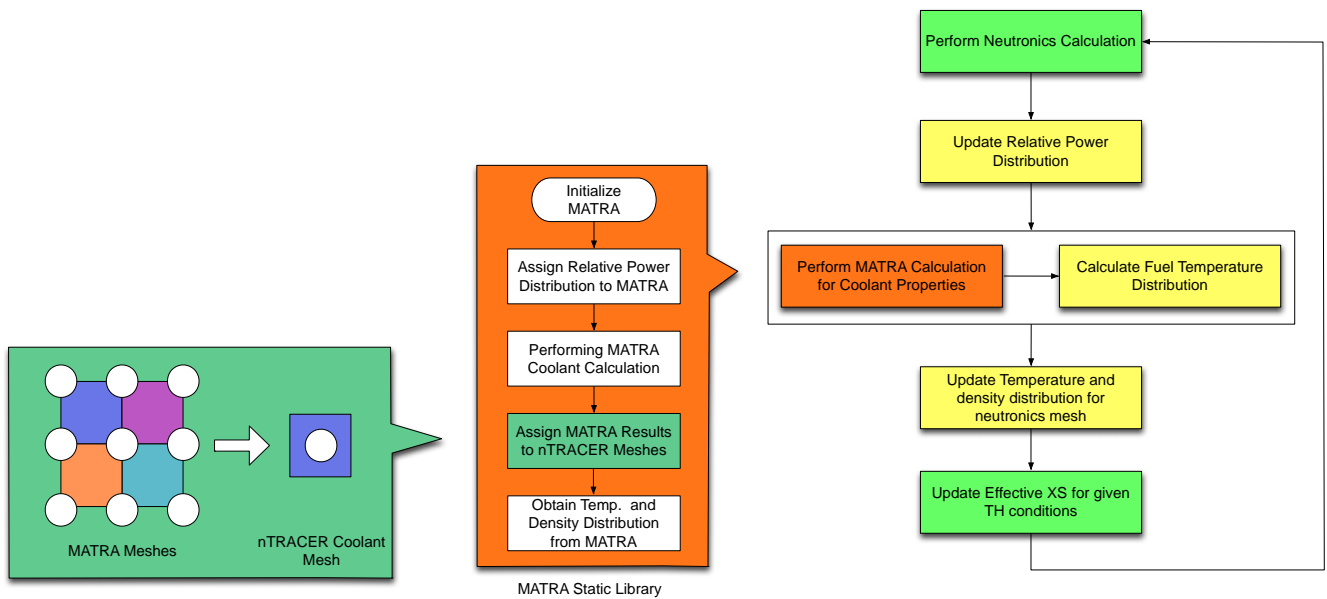 Perform Neutronics Calculation
Update Relative Power
Distribution
Perform MATRA Calculation
for Coolant Properties
Calculate Fuel Temperature
Distribution
Update Temperature and
density distribution for
neutronics mesh
Update Effective XS for given
TH conditions
Initialize
MATRA
Assign Relative Power
Distribution to MATRA
Performing MATRA
Coolant Calculation
Assign MATRA Results
to nTRACER Meshes
Obtain Temp. and
Density Distribution
from MATRA
MATRA Static Library
MATRA Meshes
nTRACER Coolant
Mesh